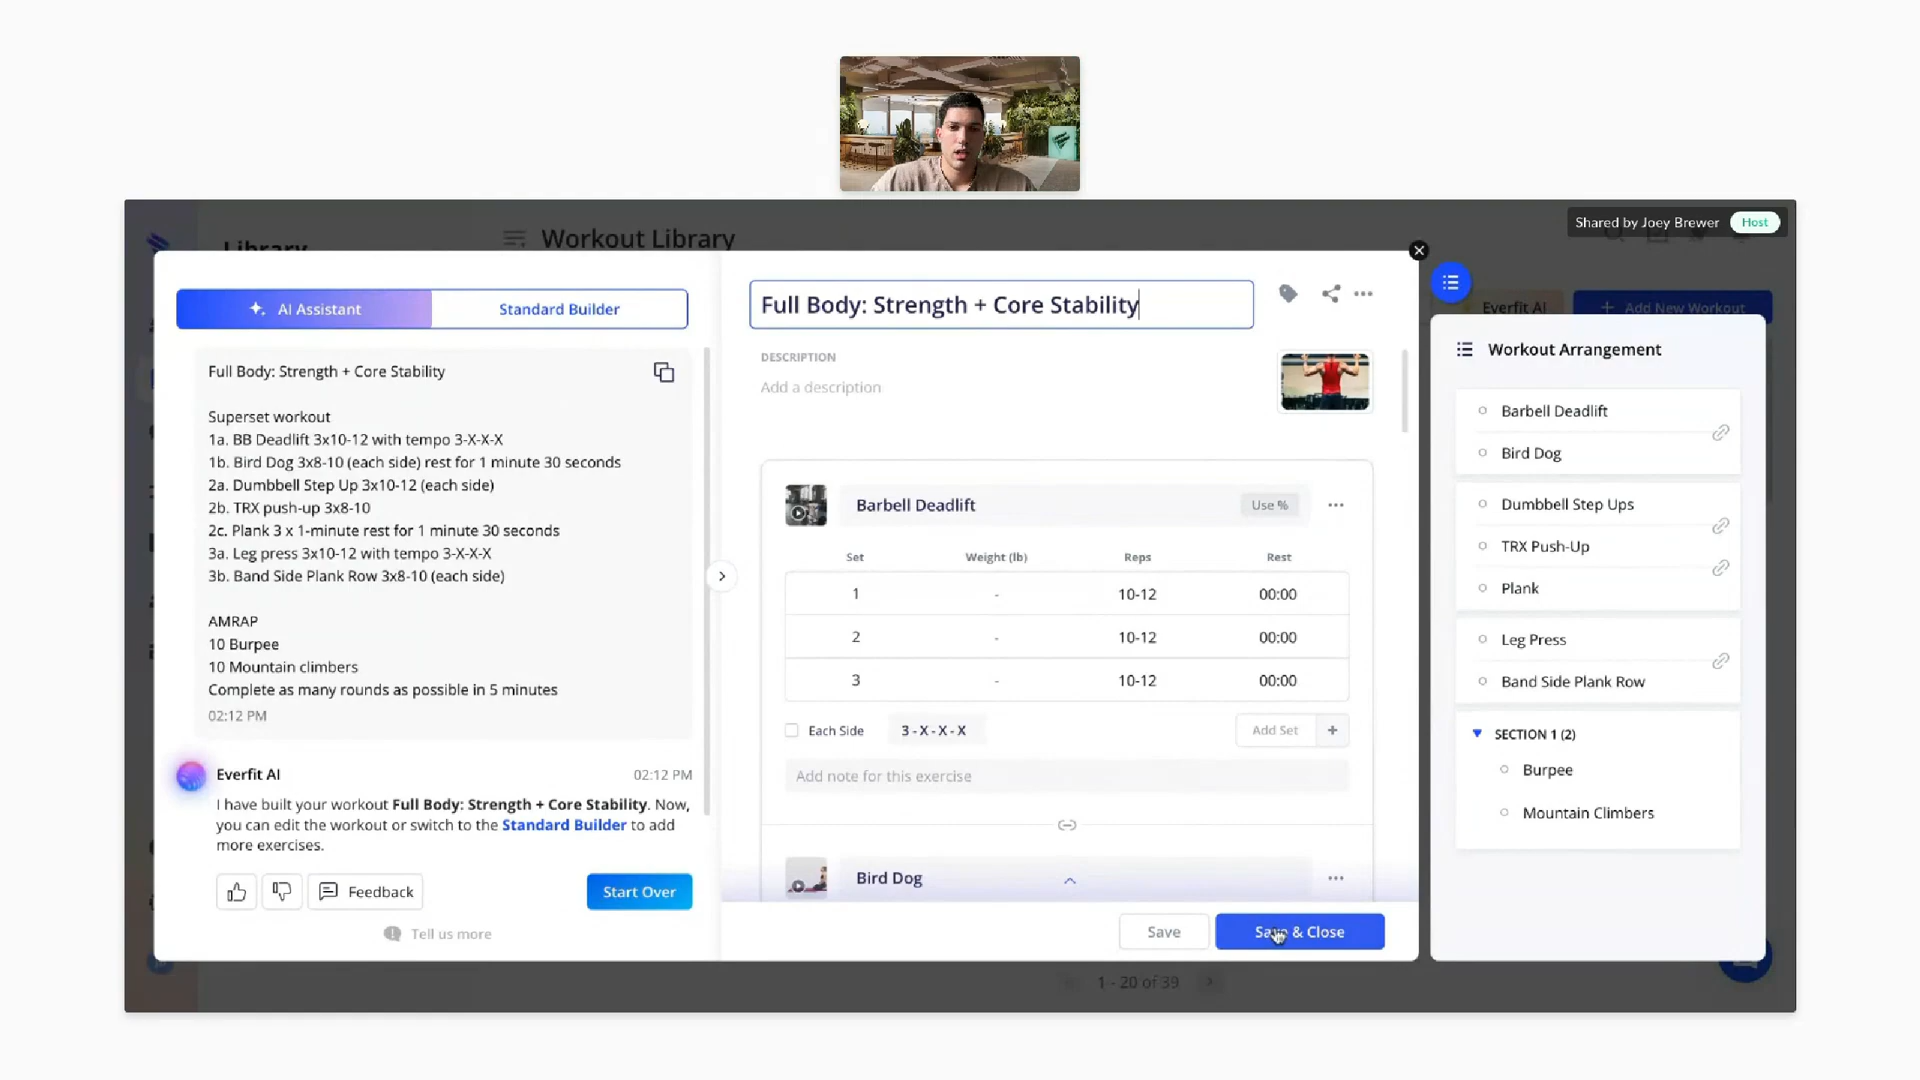 Shared by Joey Brewer Host
Library
Workout Library
Everfit AI
+ Add New Workout
AI Assistant
Standard Builder
Full Body: Strength + Core Stability
Superset workout
1a. BB Deadlift 3x10-12 with tempo 3-X-X-X
1b. Bird Dog 3x8-10 (each side) rest for 1 minute 30 seconds
2a. Dumbbell Step Up 3x10-12 (each side)
2b. TRX push-up 3x8-10
2c. Plank 3 x 1-minute rest for 1 minute 30 seconds
3a. Leg press 3x10-12 with tempo 3-X-X-X
3b. Band Side Plank Row 3x8-10 (each side)
AMRAP
10 Burpee
10 Mountain climbers
Complete as many rounds as possible in 5 minutes
02:12 PM
Everfit AI 02:12 PM
I have built your workout Full Body: Strength + Core Stability. Now,
you can edit the workout or switch to the Standard Builder to add
more exercises.
Feedback
Start Over
Tell us more
Full Body: Strength + Core Stability
DESCRIPTION
Add a description
Barbell Deadlift Use %
Set Weight (lb) Reps Rest
1 - 10-12 00:00
2 - 10-12 00:00
3 - 10-12 00:00
Each Side 3 - X - X - X Add Set +
Add note for this exercise
Bird Dog
Save
Save & Close
1 - 20 of 39
Workout Arrangement
Barbell Deadlift
Bird Dog
Dumbbell Step Ups
TRX Push-Up
Plank
Leg Press
Band Side Plank Row
SECTION 1 (2)
Burpee
Mountain Climbers